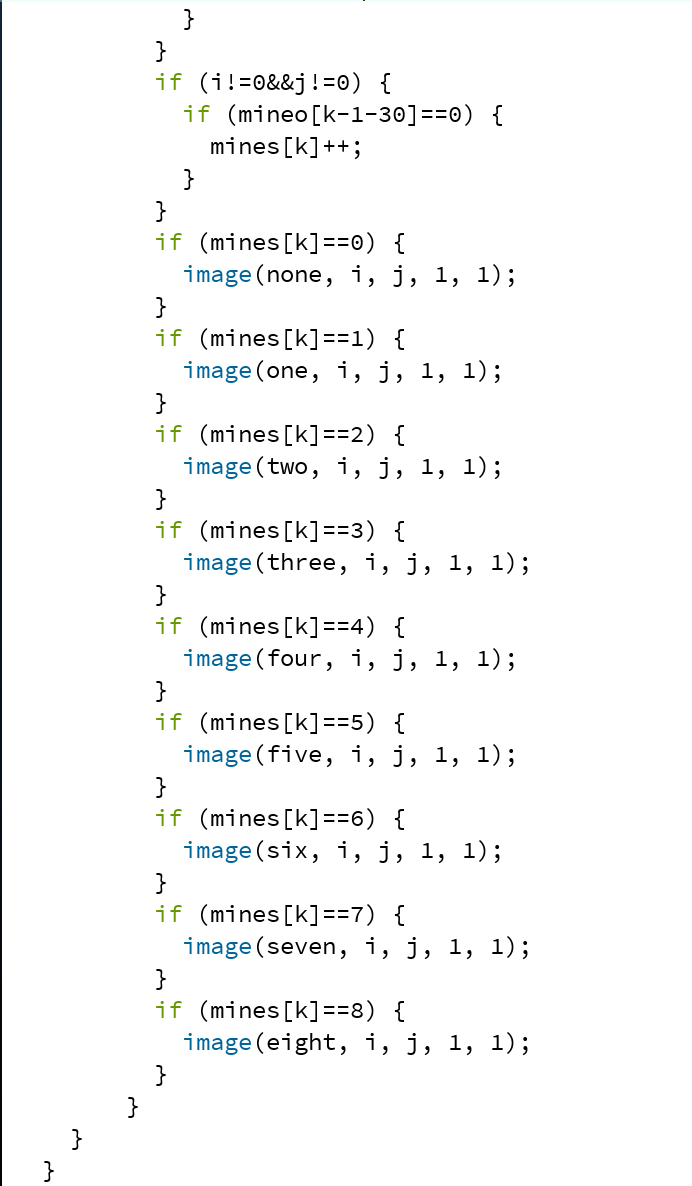 }
}
if (i!=0&&j!=0) {
if (mineo[k-1-30]==0) {
mines[k]++;
}
}
if (mines[k]==0) {
image(none, i, j, 1, 1);
}
if (mines[k]==1) {
image(one, i, j, 1, 1);
}
if (mines[k]==2) {
image(two, i, j, 1, 1);
}
if (mines[k]==3) {
image(three, i, j, 1, 1);
}
if (mines[k]==4) {
image(four, i, j, 1, 1);
}
if (mines[k]==5) {
image(five, i, j, 1, 1);
}
if (mines[k]==6) {
image(six, i, j, 1, 1);
}
if (mines[k]==7) {
image(seven, i, j, 1, 1);
}
if (mines[k]==8) {
image(eight, i, j, 1, 1);
}
}
}
}